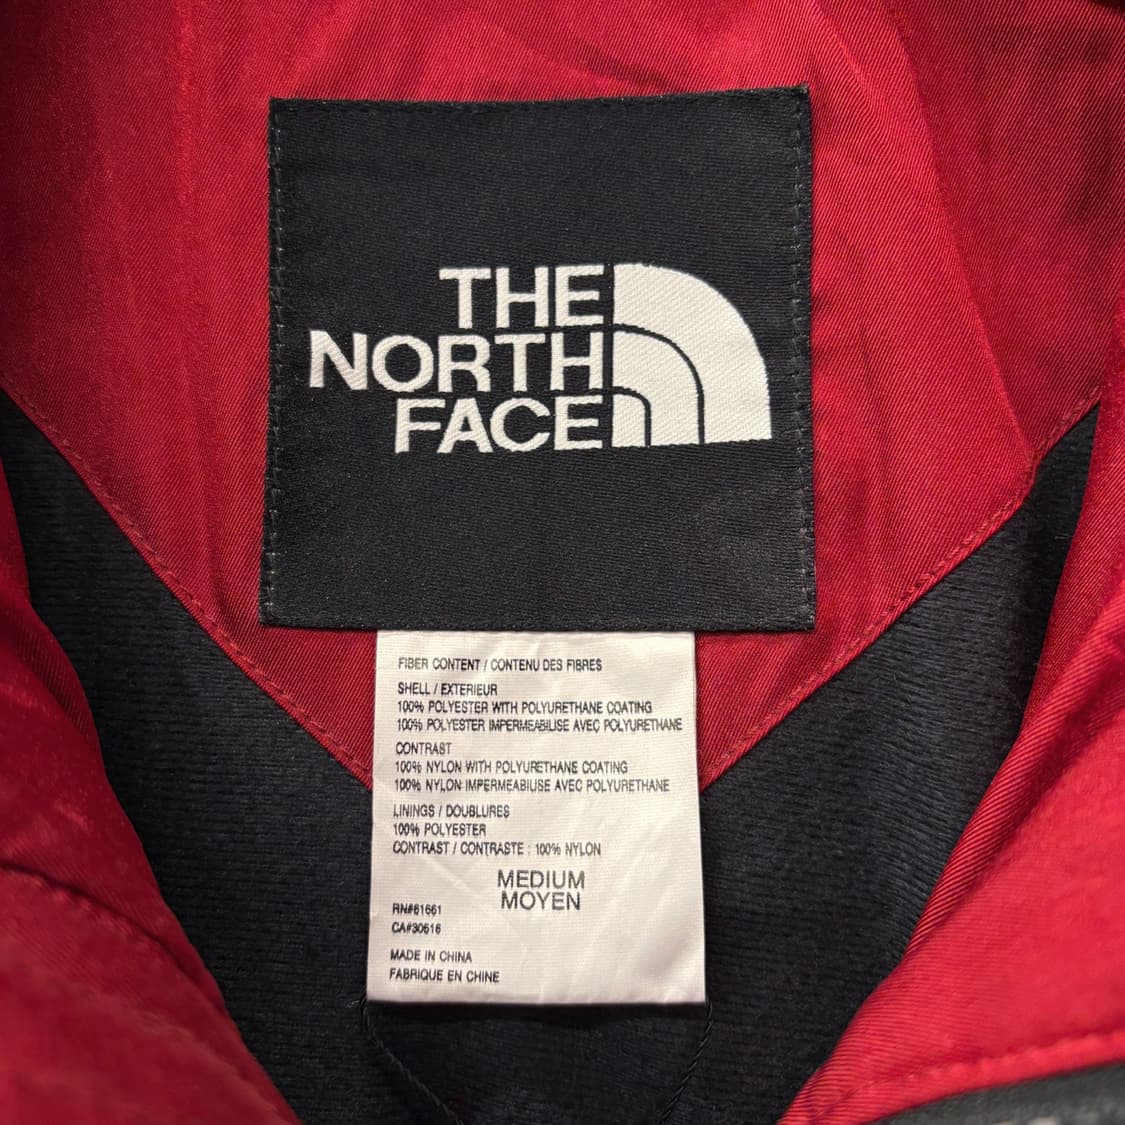 THE
NORTH
FACE
FIBER CONTENT / CONTENU DES FIBRES
SHELL / EXTERIEUR
100% POLYESTER WITH POLYURETHANE COATING
100% POLYESTER IMPERMEABILISE AVEC POLYURETHANE
CONTRAST
100% NYLON WITH POLYURETHANE COATING
100% NYLON IMPERMEABILISE AVEC POLYURETHANE
LININGS / DOUBLURES
100% POLYESTER
CONTRAST / CONTRASTE : 100% NYLON
MEDIUM
MOYEN
RN#61661
CA#30516
MADE IN CHINA
FABRIQUE EN CHINE